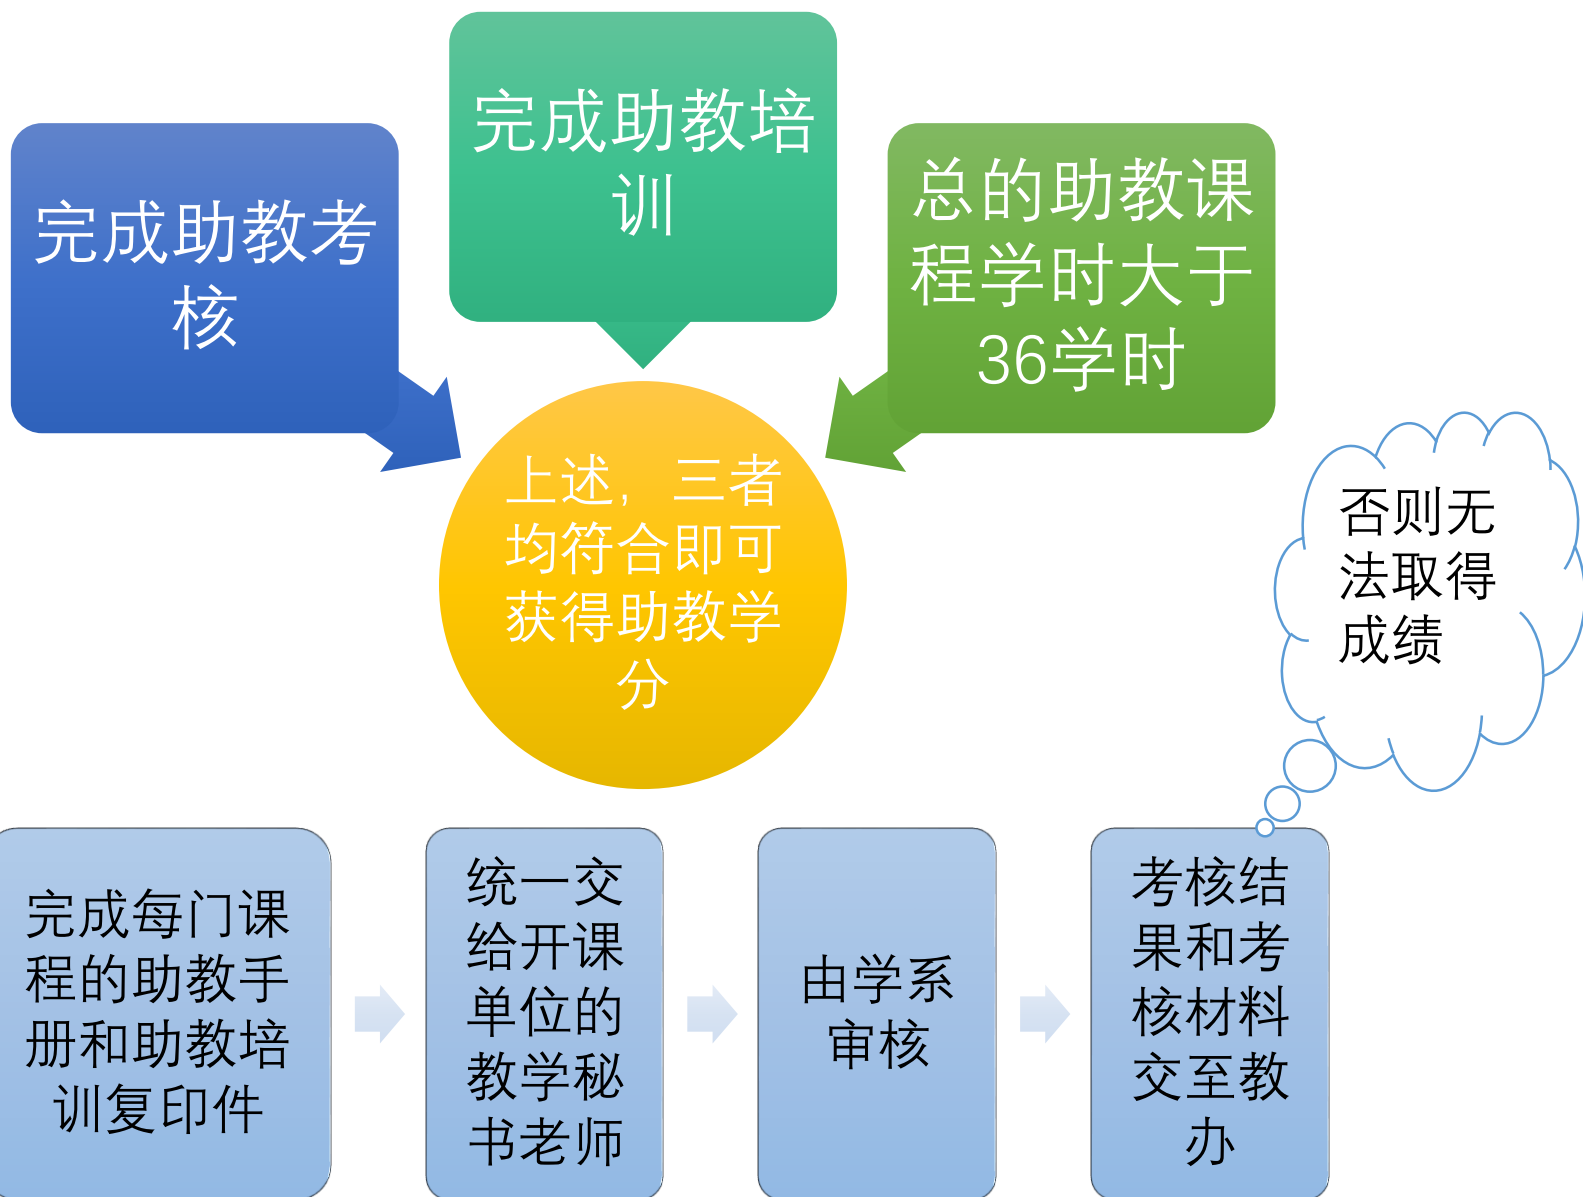 完成助教考
核
完成助教培
训
总的助教课
程学时大于
36学时
上述，三者
均符合即可
获得助教学
分
否则无
法取得
成绩
完成每门课
程的助教手
册和助教培
训复印件
统一交
给开课
单位的
教学秘
书老师
由学系
审核
考核结
果和考
核材料
交至教
办